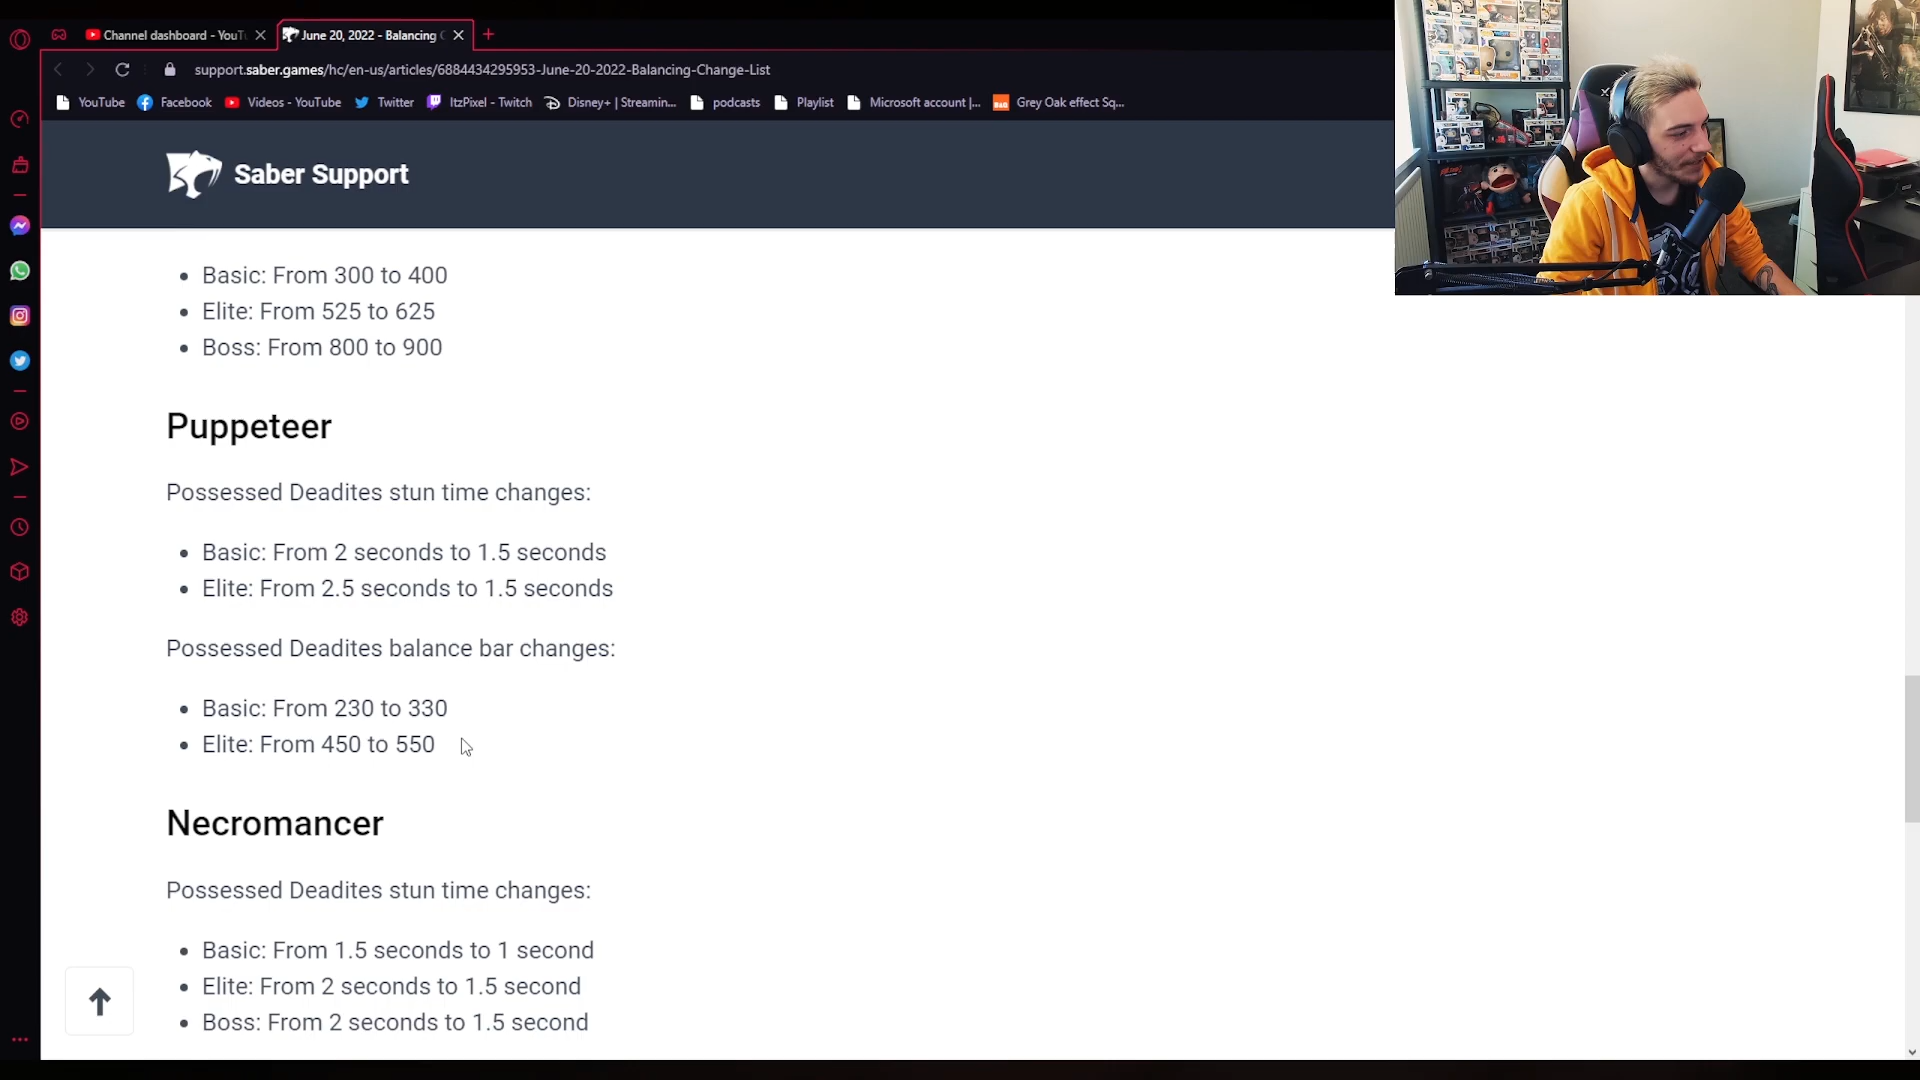 Channel dashboard - YouTu
June 20, 2022 - Balancing C
support.saber.games/hc/en-us/articles/6884434295953-June-20-2022-Balancing-Change-List
YouTube Facebook Videos - YouTube Twitter ItzPixel - Twitch Disney+ | Streamin... podcasts Playlist Microsoft account |... Grey Oak effect Sq...
Saber Support
• Basic: From 300 to 400
• Elite: From 525 to 625
• Boss: From 800 to 900
Puppeteer
Possessed Deadites stun time changes:
• Basic: From 2 seconds to 1.5 seconds
• Elite: From 2.5 seconds to 1.5 seconds
Possessed Deadites balance bar changes:
• Basic: From 230 to 330
• Elite: From 450 to 550
Necromancer
Possessed Deadites stun time changes:
• Basic: From 1.5 seconds to 1 second
• Elite: From 2 seconds to 1.5 second
• Boss: From 2 seconds to 1.5 second